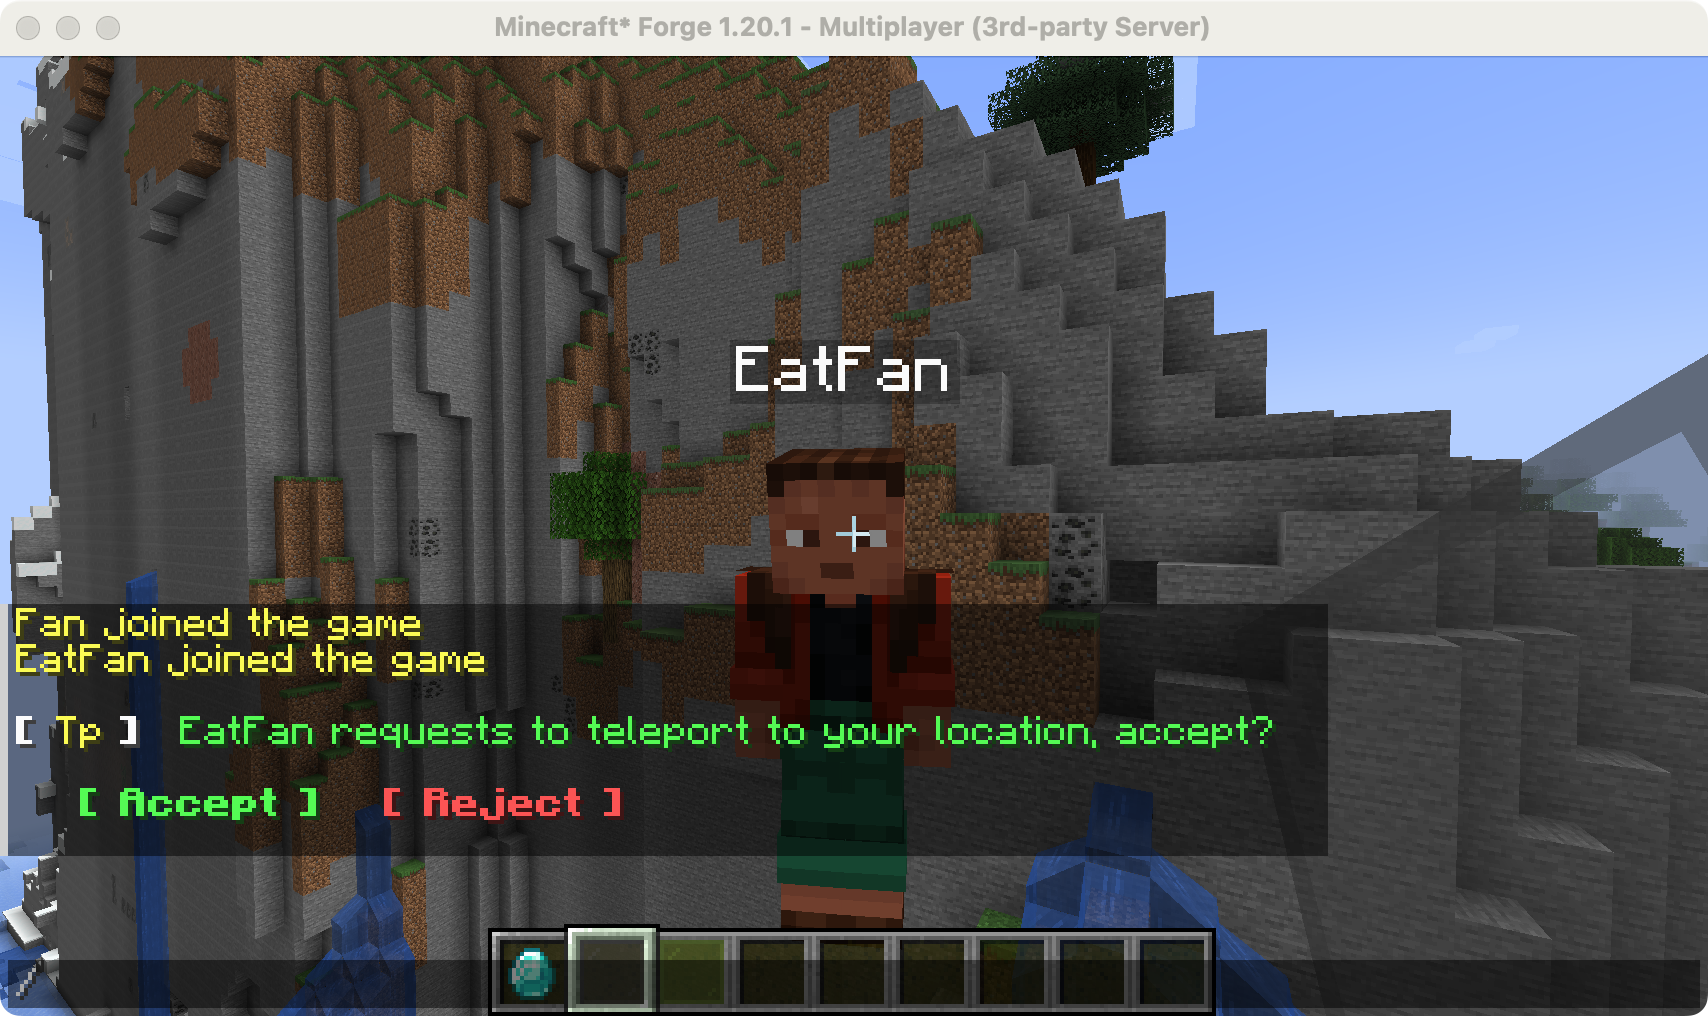 Minecraft* Forge 1.20.1 - Multiplayer (3rd-party Server)
EatFan
Fan joined the game
EatFan joined the game
[ Tp ] EatFan requests to teleport to your location, accept?
[ Accept ] [ Reject ]